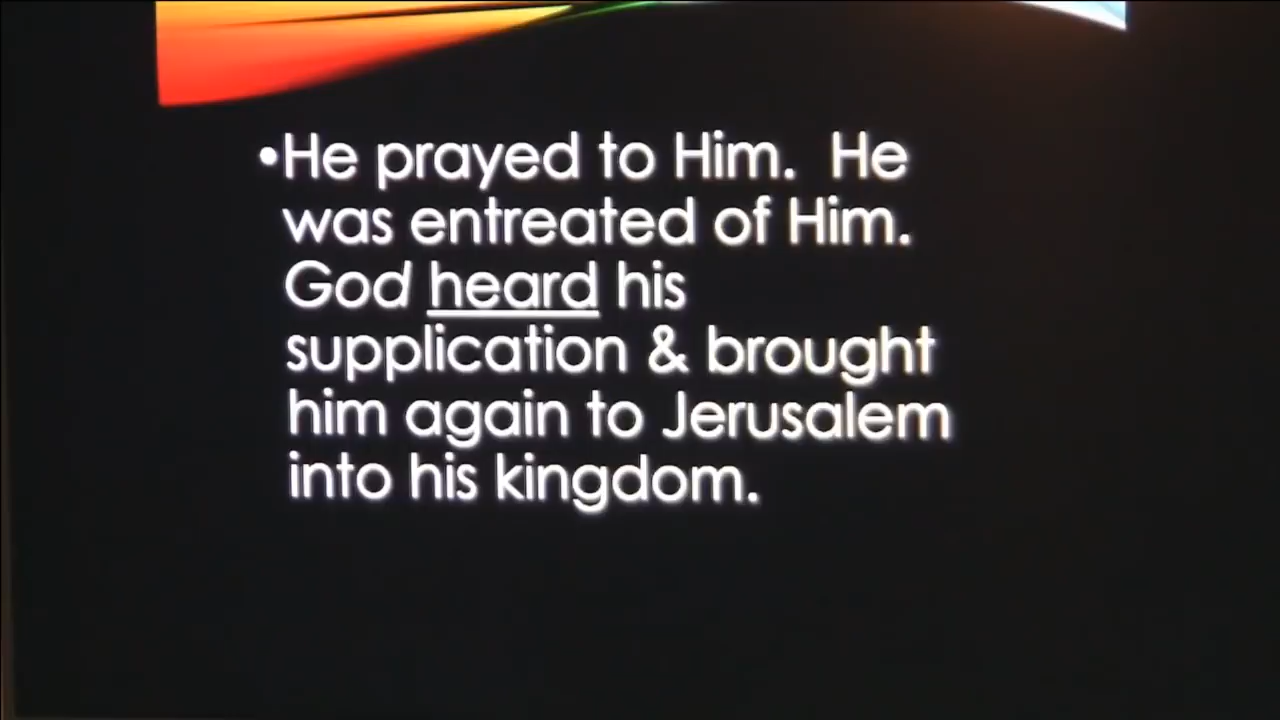 •He prayed to Him.  He
was entreated of Him.
God heard his
supplication & brought
him again to Jerusalem
into his kingdom.